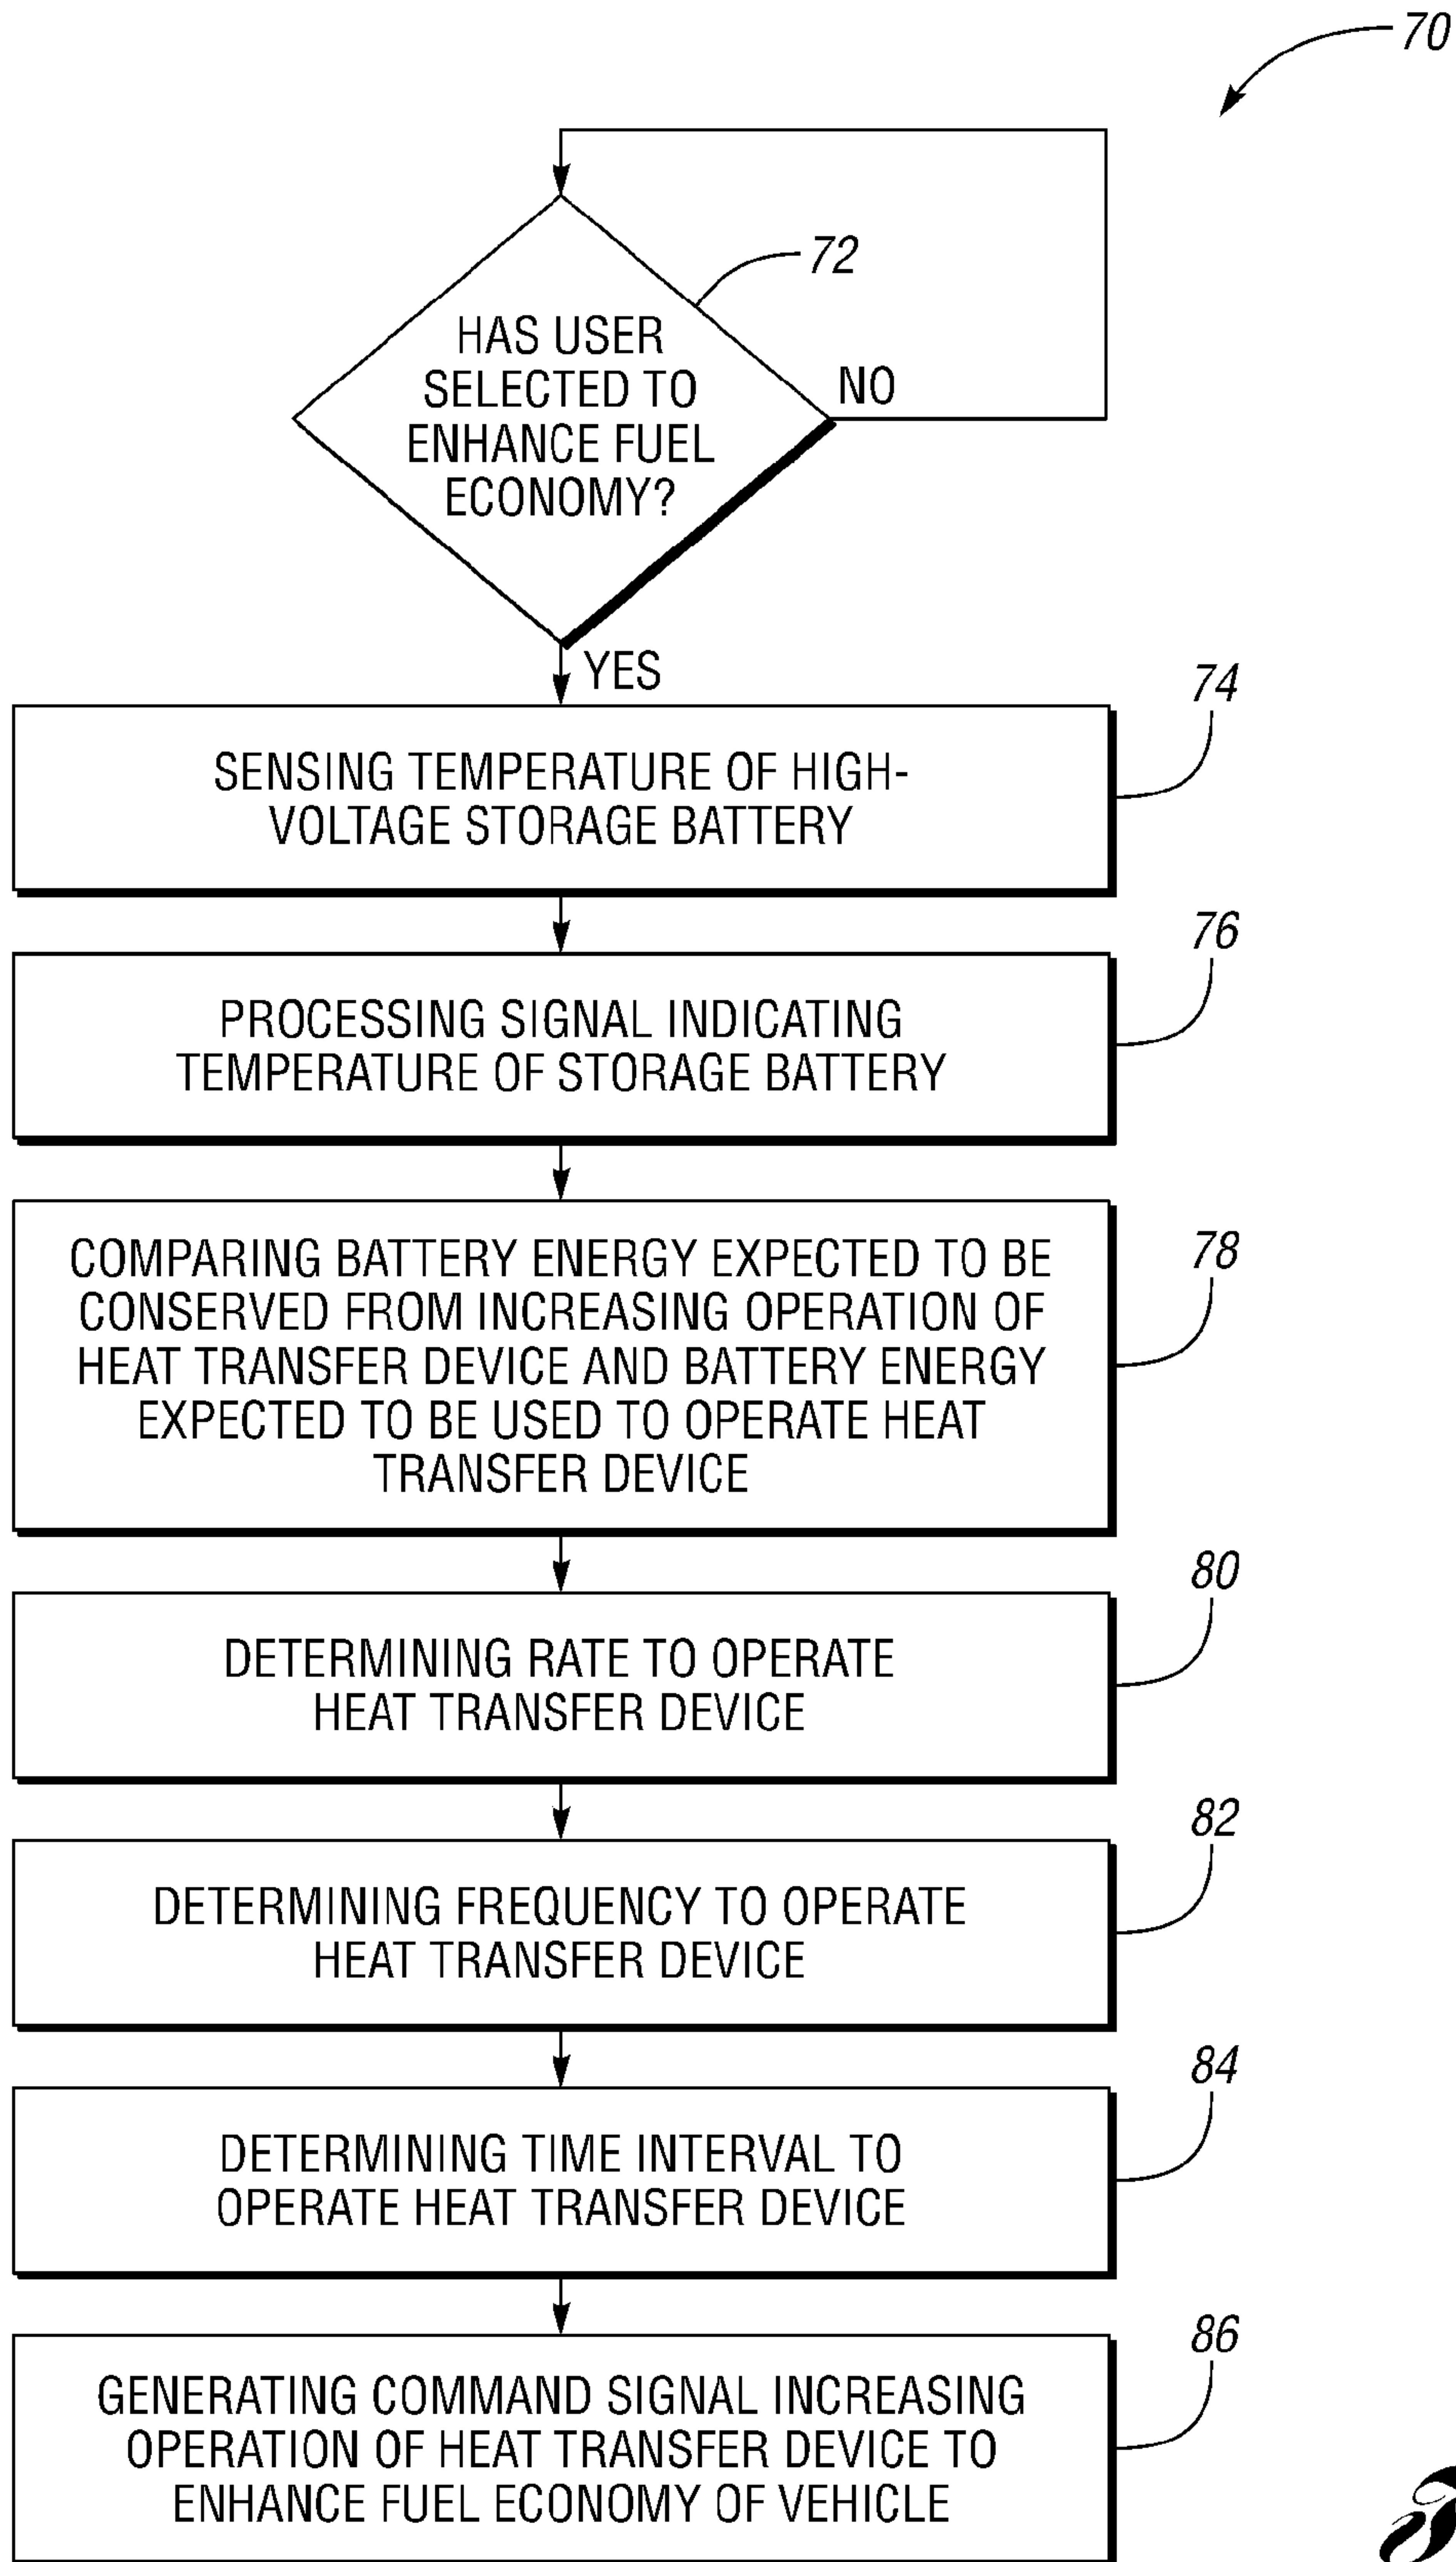 70
72
HAS USER
SELECTED TO
ENHANCE FUEL
ECONOMY?
NO
YES
74
SENSING TEMPERATURE OF HIGH-
VOLTAGE STORAGE BATTERY
76
PROCESSING SIGNAL INDICATING
TEMPERATURE OF STORAGE BATTERY
78
COMPARING BATTERY ENERGY EXPECTED TO BE
CONSERVED FROM INCREASING OPERATION OF
HEAT TRANSFER DEVICE AND BATTERY ENERGY
EXPECTED TO BE USED TO OPERATE HEAT
TRANSFER DEVICE
80
DETERMINING RATE TO OPERATE
HEAT TRANSFER DEVICE
82
DETERMINING FREQUENCY TO OPERATE
HEAT TRANSFER DEVICE
84
DETERMINING TIME INTERVAL TO
OPERATE HEAT TRANSFER DEVICE
86
GENERATING COMMAND SIGNAL INCREASING
OPERATION OF HEAT TRANSFER DEVICE TO
ENHANCE FUEL ECONOMY OF VEHICLE